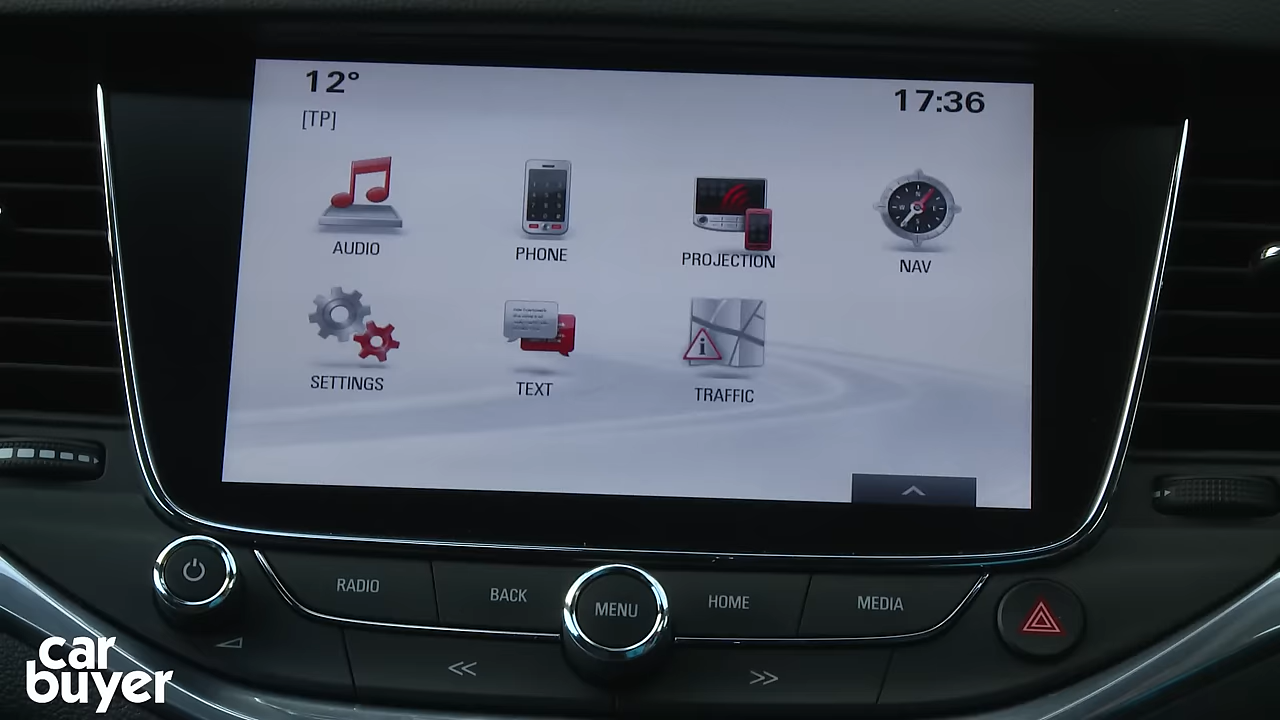 12°
17:36
[TP]
AUDIO
PHONE
PROJECTION
NAV
SETTINGS
TEXT
TRAFFIC
RADIO
BACK
MENU
HOME
MEDIA
car
buyer